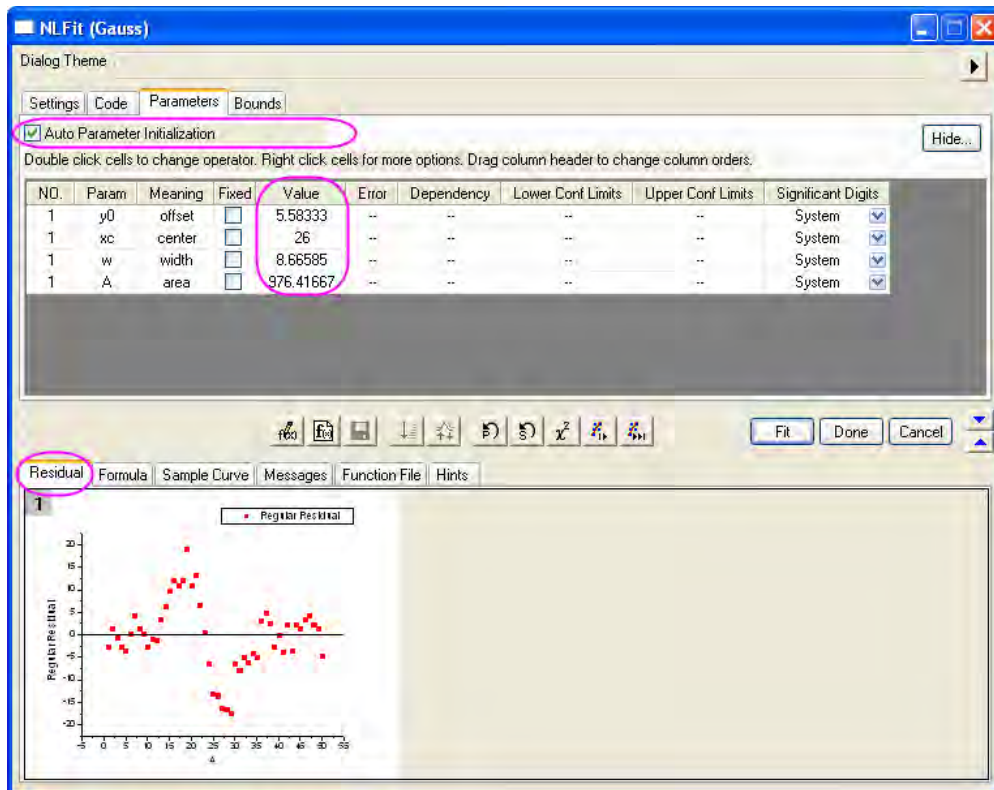 NLFit (Gauss)
Dialog Theme
Settings Code Parameters Bounds
Auto Parameter Initialization
Hide...
Double click cells to change operator. Right click cells for more options. Drag column header to change column orders.
NO. Param Meaning Fixed Value Error Dependency Lower Conf Limits Upper Conf Limits Significant Digits
1 y0 offset 5.58333 -- -- -- -- System
1 xc center 26 -- -- -- -- System
1 w width 8.66585 -- -- -- -- System
1 A area 976.41667 -- -- -- -- System
Fit Done Cancel
Residual Formula Sample Curve Messages Function File Hints
1
Regular Residual
20
15
10
5
0
-5
-10
-15
-20
Regular Residual
-5 0 5 10 15 20 25 30 35 40 45 50 55
A